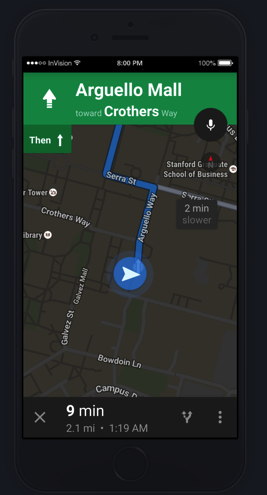 InVision
8:00 PM
100%
Arguello Mall
toward Crothers Way
Then
Serra St
Stanford Graduate
School of Business
r Tower
Crothers Way
Arguello Way
2 min
slower
ibrary
Galvez St
Galvez Mall
Bowdoin Ln
Campus D
9 min
2.1 mi • 1:19 AM